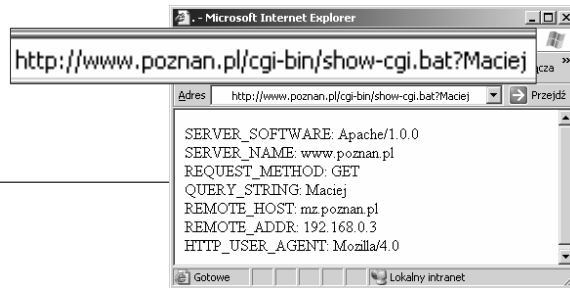 . - Microsoft Internet Explorer
http://www.poznan.pl/cgi-bin/show-cgi.bat?Maciej
ącza »
Adres http://www.poznan.pl/cgi-bin/show-cgi.bat?Maciej Przejdź
SERVER_SOFTWARE: Apache/1.0.0
SERVER_NAME: www.poznan.pl
REQUEST_METHOD: GET
QUERY_STRING: Maciej
REMOTE_HOST: mz.poznan.pl
REMOTE_ADDR: 192.168.0.3
HTTP_USER_AGENT: Mozilla/4.0
Gotowe Lokalny intranet